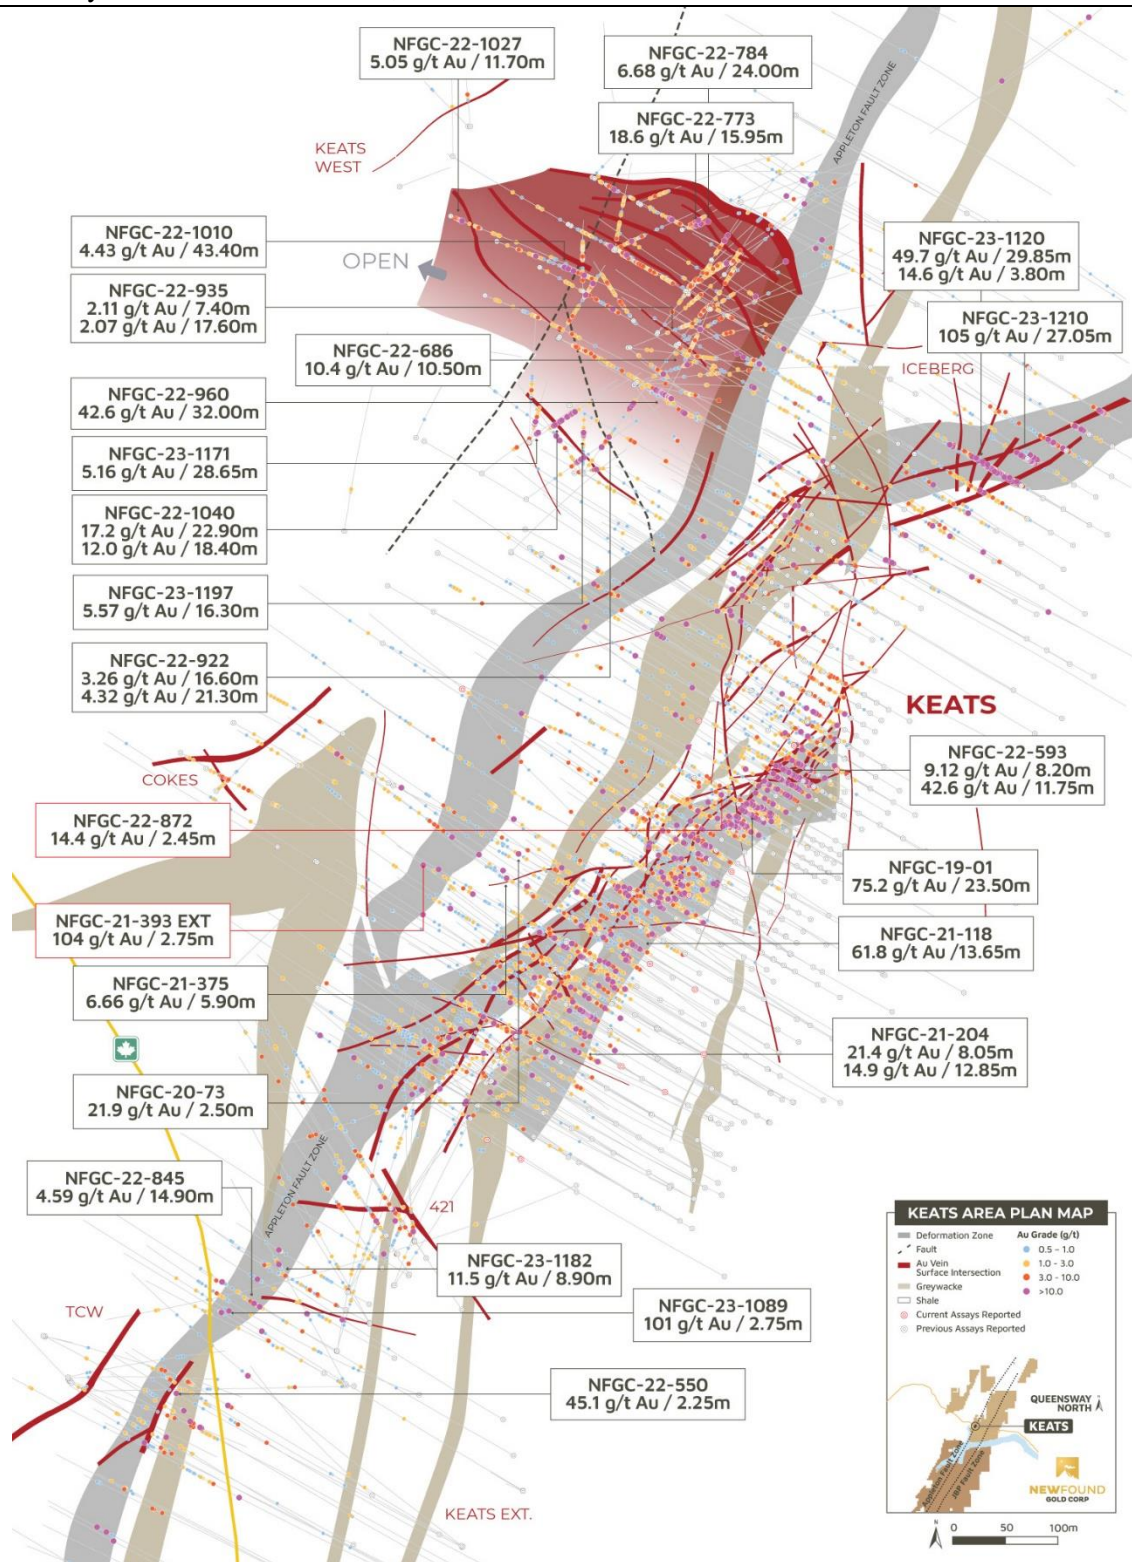 NFGC-22-1027
5.05 g/t Au / 11.70m
NFGC-22-784
6.68 g/t Au / 24.00m
NFGC-22-773
18.6 g/t Au / 15.95m
APPLETON FAULT ZONE
KEATS
WEST
NFGC-22-1010
4.43 g/t Au / 43.40m
OPEN
NFGC-23-1120
49.7 g/t Au / 29.85m
14.6 g/t Au / 3.80m
NFGC-22-935
2.11 g/t Au / 7.40m
2.07 g/t Au / 17.60m
NFGC-23-1210
105 g/t Au / 27.05m
NFGC-22-686
10.4 g/t Au / 10.50m
ICEBERG
NFGC-22-960
42.6 g/t Au / 32.00m
NFGC-23-1171
5.16 g/t Au / 28.65m
NFGC-22-1040
17.2 g/t Au / 22.90m
12.0 g/t Au / 18.40m
NFGC-23-1197
5.57 g/t Au / 16.30m
NFGC-22-922
3.26 g/t Au / 16.60m
4.32 g/t Au / 21.30m
KEATS
NFGC-22-593
9.12 g/t Au / 8.20m
42.6 g/t Au / 11.75m
COKES
NFGC-22-872
14.4 g/t Au / 2.45m
NFGC-19-01
75.2 g/t Au / 23.50m
NFGC-21-393 EXT
104 g/t Au / 2.75m
NFGC-21-118
61.8 g/t Au /13.65m
NFGC-21-375
6.66 g/t Au / 5.90m
NFGC-21-204
21.4 g/t Au / 8.05m
14.9 g/t Au / 12.85m
NFGC-20-73
21.9 g/t Au / 2.50m
APPLETON FAULT ZONE
NFGC-22-845
4.59 g/t Au / 14.90m
421
NFGC-23-1182
11.5 g/t Au / 8.90m
NFGC-23-1089
101 g/t Au / 2.75m
TCW
NFGC-22-550
45.1 g/t Au / 2.25m
KEATS EXT.
KEATS AREA PLAN MAP
Deformation Zone
Fault
Au Vein
Surface Intersection
Greywacke
Shale
Current Assays Reported
Previous Assays Reported
Au Grade (g/t)
0.5 – 1.0
1.0 - 3.0
3.0 - 10.0
>10.0
QUEENSWAY
NORTH
KEATS
Appleton Fault Zone
JBP Fault Zone
NEWFOUND
GOLD CORP
N
0 50 100m